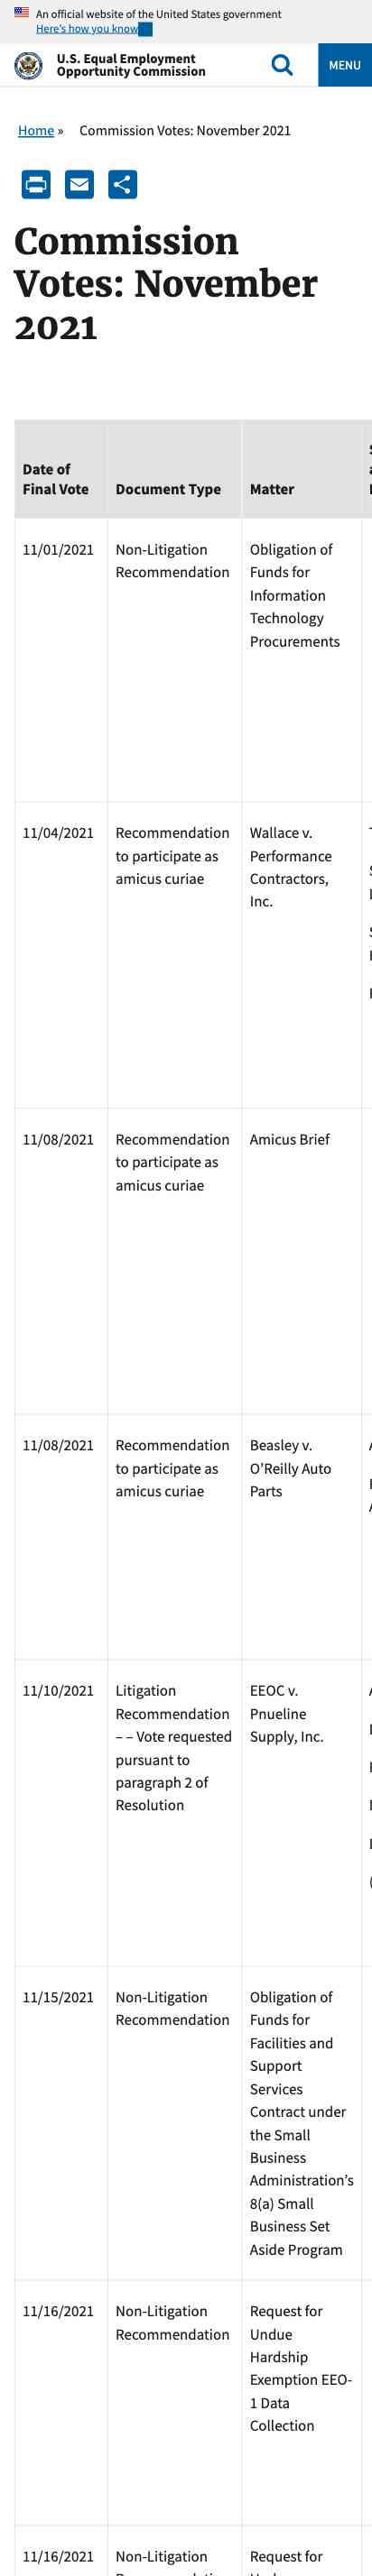 An official website of the United States government
Here's how you know
U.S. Equal Employment
Opportunity Commission
MENU
Home » Commission Votes: November 2021
Commission
Votes: November
2021
Date of
Final Vote
Document Type
Matter
11/01/2021
Non-Litigation
Recommendation
Obligation of
Funds for
Information
Technology
Procurements
11/04/2021
Recommendation
to participate as
amicus curiae
Wallace v.
Performance
Contractors,
Inc.
11/08/2021
Recommendation
to participate as
amicus curiae
Amicus Brief
11/08/2021
Recommendation
to participate as
amicus curiae
Beasley v.
O’Reilly Auto
Parts
11/10/2021
Litigation
Recommendation
– – Vote requested
pursuant to
paragraph 2 of
Resolution
EEOC v.
Pnueline
Supply, Inc.
11/15/2021
Non-Litigation
Recommendation
Obligation of
Funds for
Facilities and
Support
Services
Contract under
the Small
Business
Administration’s
8(a) Small
Business Set
Aside Program
11/16/2021
Non-Litigation
Recommendation
Request for
Undue
Hardship
Exemption EEO-
1 Data
Collection
11/16/2021
Non-Litigation
Request for